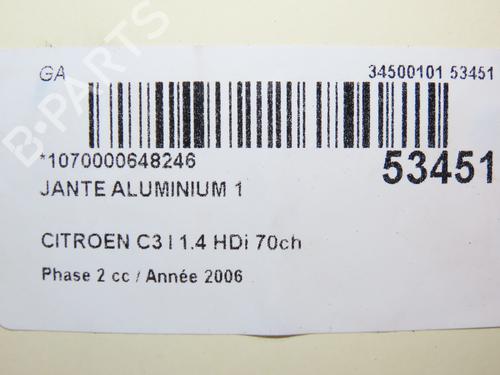 GA 34500101 53451
*1070000648246 53451
JANTE ALUMINIUM 1
CITROEN C3 I 1.4 HDi 70ch
Phase 2 cc / Année 2006
B-PARTS